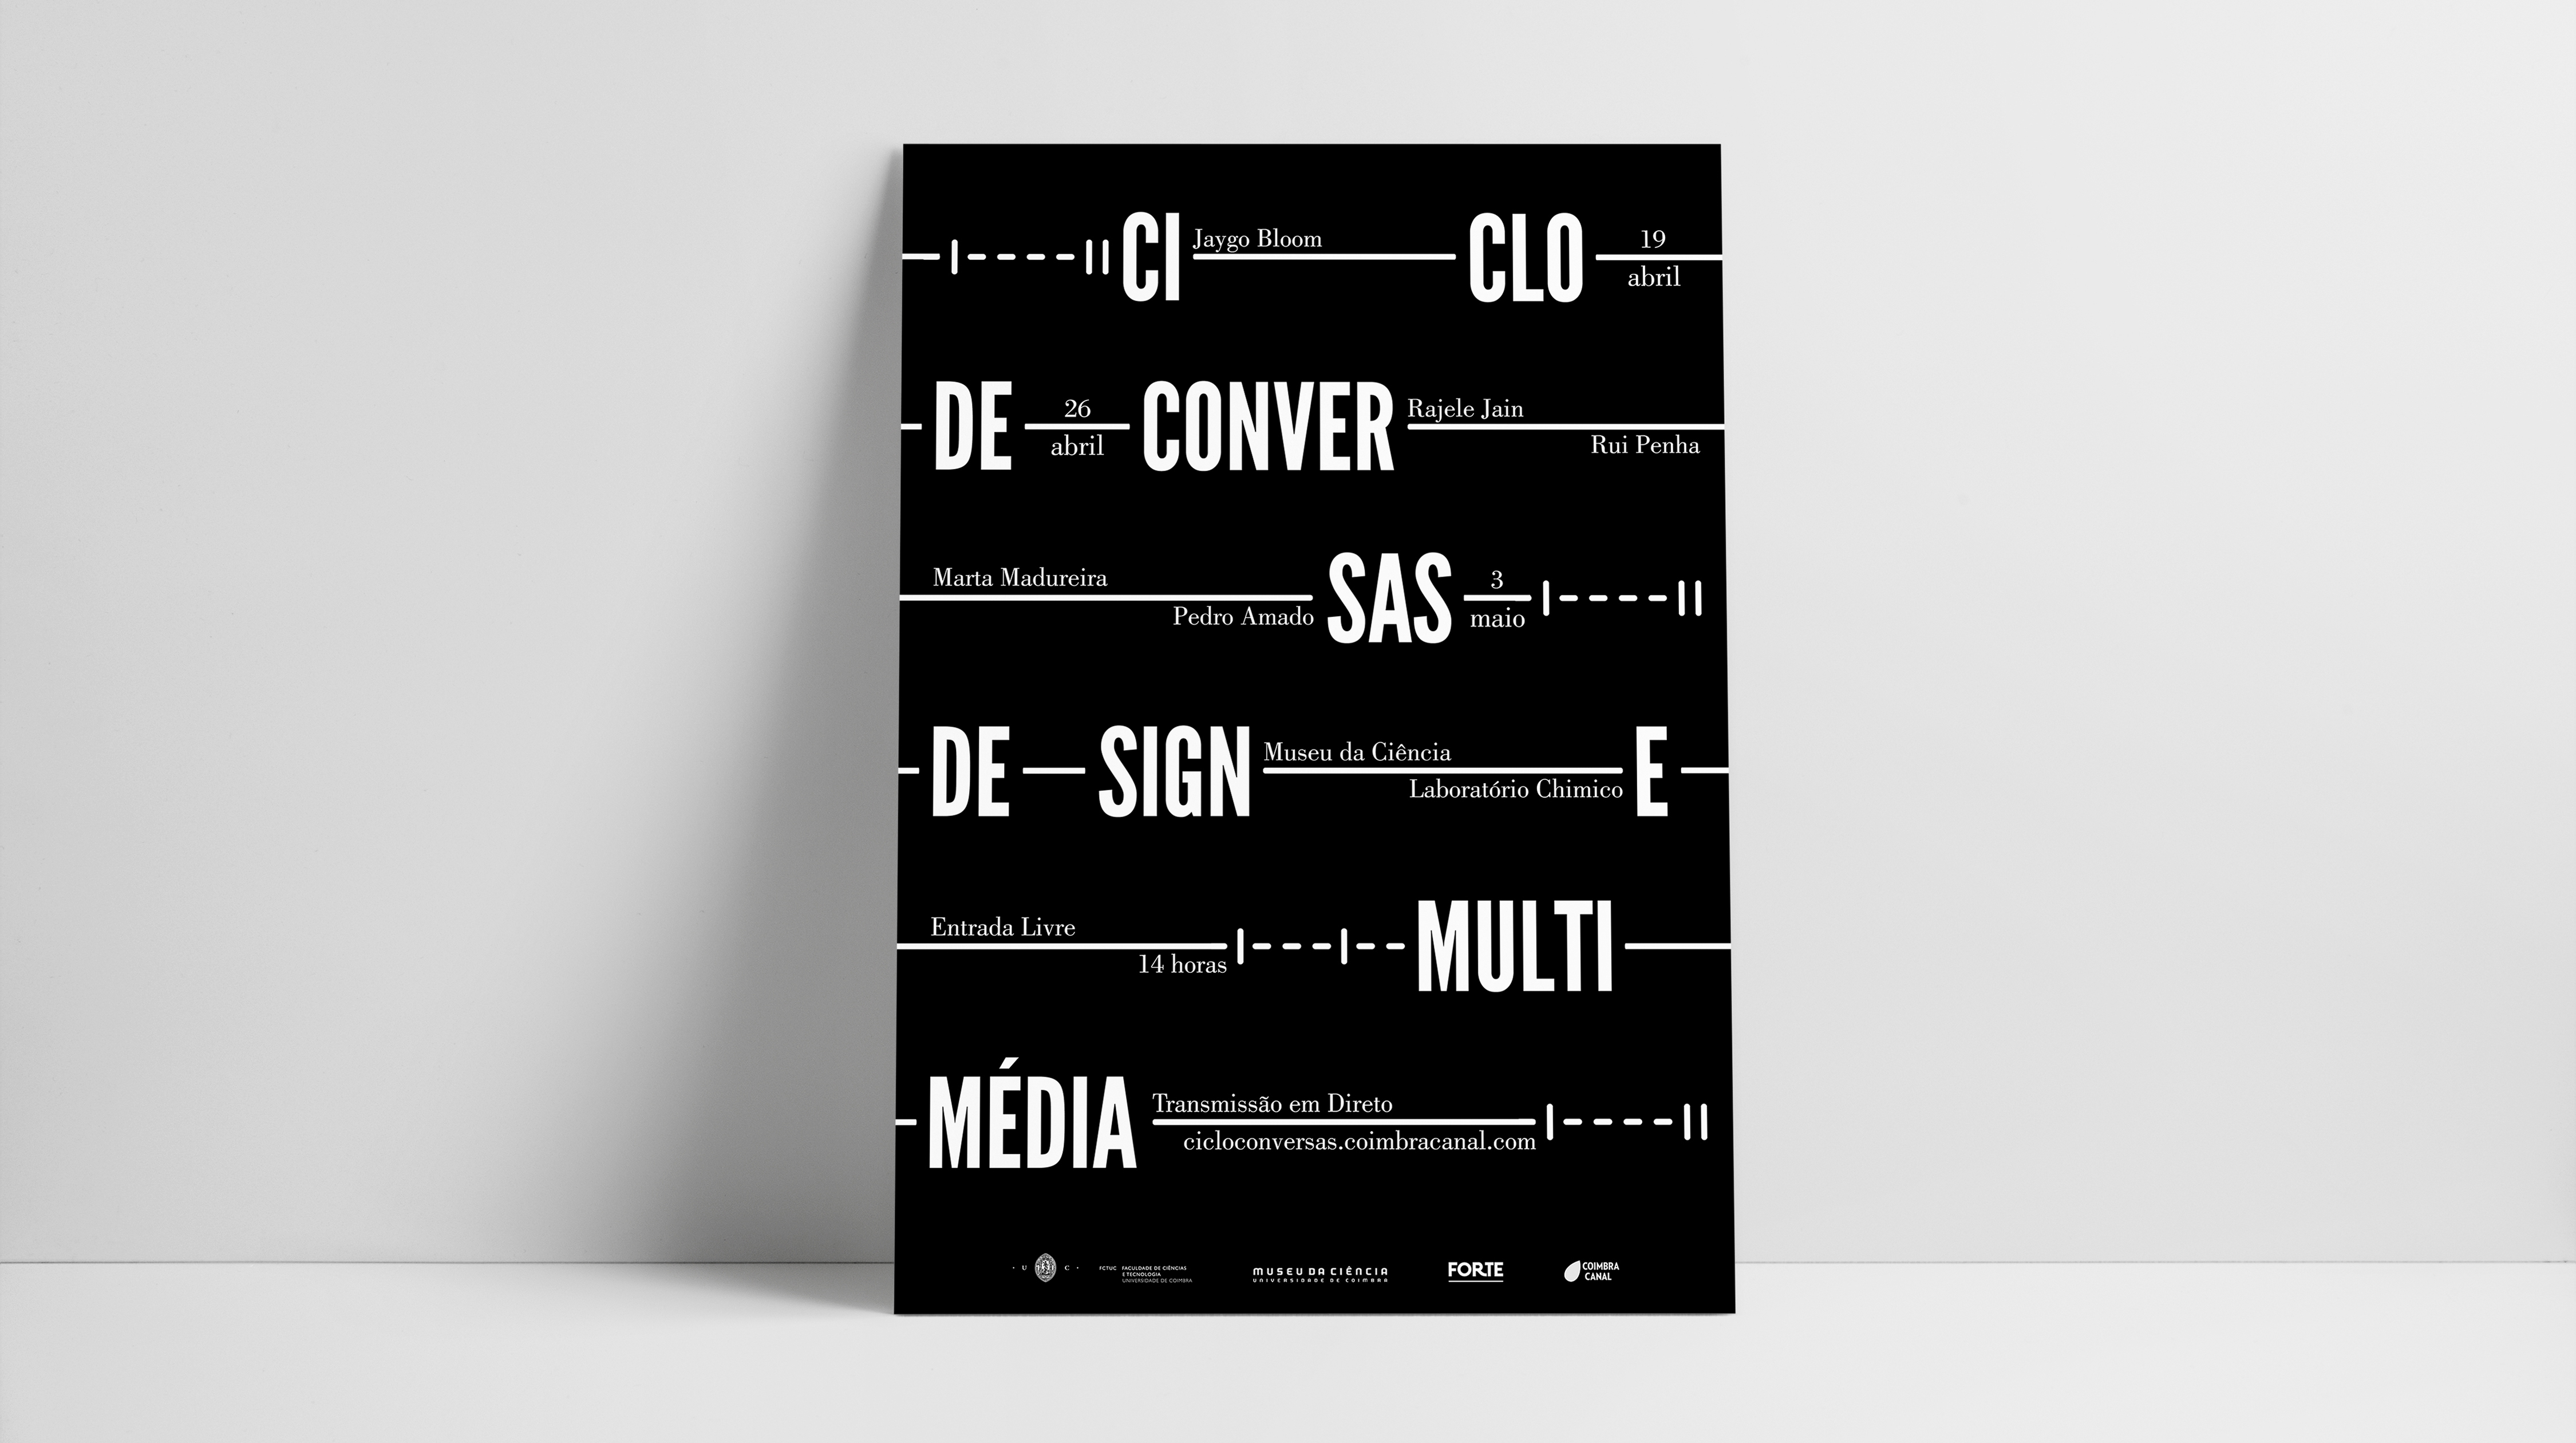 CI Jaygo Bloom CLO 19 abril
DE 26 abril CONVER Rajele Jain Rui Penha
Marta Madureira Pedro Amado SAS 3 maio
DE SIGN Museu da Ciência Laboratório Chimico E
Entrada Livre 14 horas MULTI
MÉDIA Transmissão em Direto cicloconversas.coimbracanal.com
· U C · FCTUC FACULDADE DE CIÊNCIAS E TECNOLOGIA UNIVERSIDADE DE COIMBRA MUSEU DA CIÊNCIA UNIVERSIDADE DE COIMBRA FORTE COIMBRA CANAL